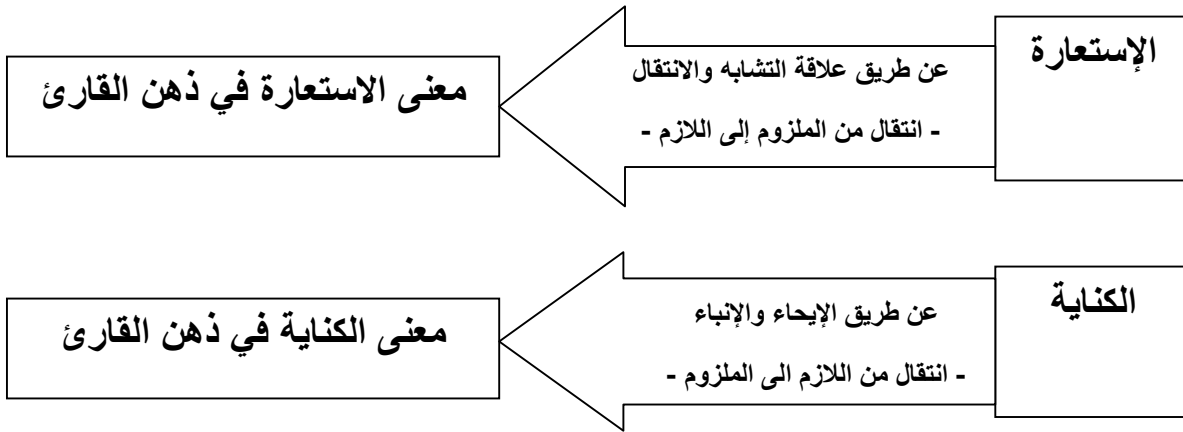 الإستعارة
عن طريق علاقة التشابه والانتقال
- انتقال من الملزوم إلى اللازم -
معنى الاستعارة في ذهن القارئ
الكناية
عن طريق الإيحاء والإنباء
- انتقال من اللازم الى الملزوم -
معنى الكناية في ذهن القارئ